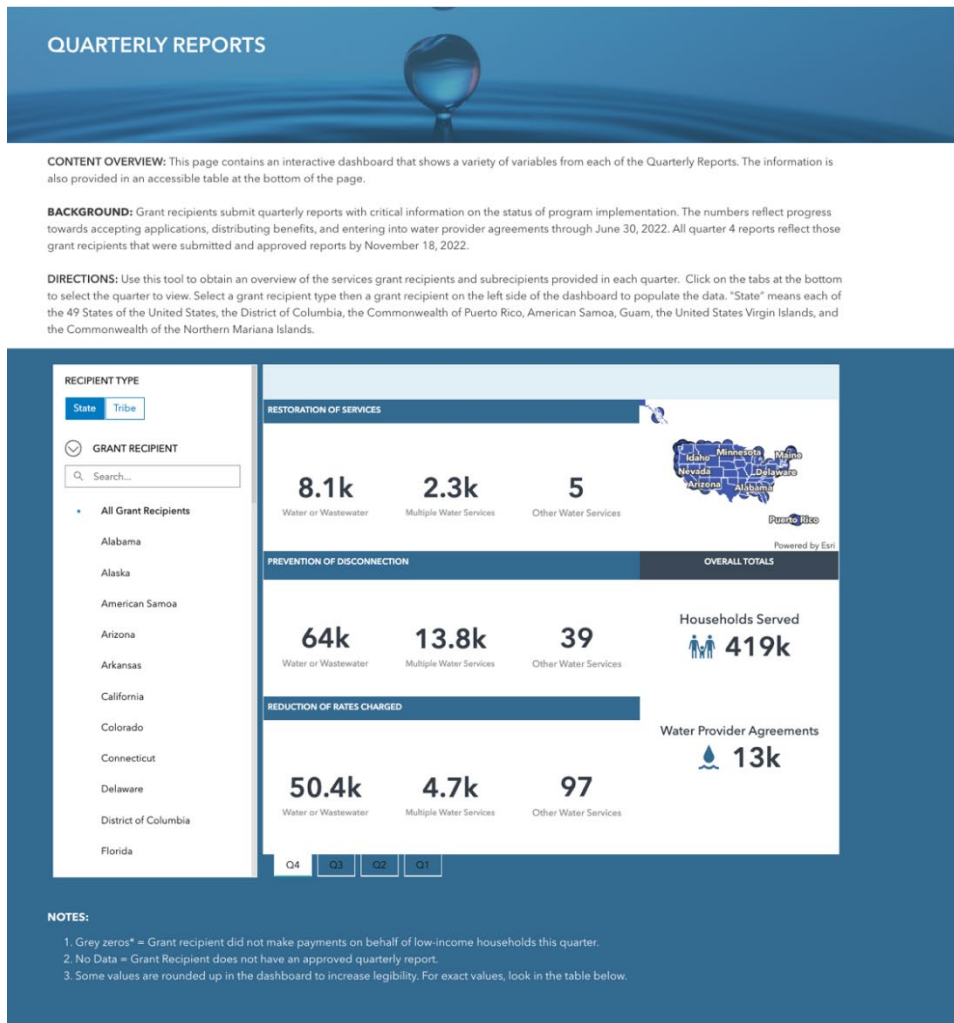 QUARTERLY REPORTS
CONTENT OVERVIEW: This page contains an interactive dashboard that shows a variety of variables from each of the Quarterly Reports. The information is
also provided in an accessible table at the bottom of the page.
BACKGROUND: Grant recipients submit quarterly reports with critical information on the status of program implementation. The numbers reflect progress
towards accepting applications, distributing benefits, and entering into water provider agreements through June 30, 2022. All quarter 4 reports reflect those
grant recipients that were submitted and approved reports by November 18, 2022.
DIRECTIONS: Use this tool to obtain an overview of the services grant recipients and subrecipients provided in each quarter. Click on the tabs at the bottom
to select the quarter to view. Select a grant recipient type then a grant recipient on the left side of the dashboard to populate the data. "State" means each of
the 49 States of the United States, the District of Columbia, the Commonwealth of Puerto Rico, American Samoa, Guam, the United States Virgin Islands, and
the Commonwealth of the Northern Mariana Islands.
RECIPIENT TYPE
State Tribe
GRANT RECIPIENT
Search...
All Grant Recipients
Alabama
Alaska
American Samoa
Arizona
Arkansas
California
Colorado
Connecticut
Delaware
District of Columbia
Florida
RESTORATION OF SERVICES
8.1k 2.3k 5
Water or Wastewater Multiple Water Services Other Water Services
Idaho Minnesota Maine
Nevada Delaware
Arizona Alabama
Puerto Rico
Powered by Esri
PREVENTION OF DISCONNECTION
64k 13.8k 39
Water or Wastewater Multiple Water Services Other Water Services
REDUCTION OF RATES CHARGED
50.4k 4.7k 97
Water or Wastewater Multiple Water Services Other Water Services
OVERALL TOTALS
Households Served
419k
Water Provider Agreements
13k
Q4 Q3 Q2 Q1
NOTES:
1. Grey zeros* = Grant recipient did not make payments on behalf of low-income households this quarter.
2. No Data = Grant Recipient does not have an approved quarterly report.
3. Some values are rounded up in the dashboard to increase legibility. For exact values, look in the table below.